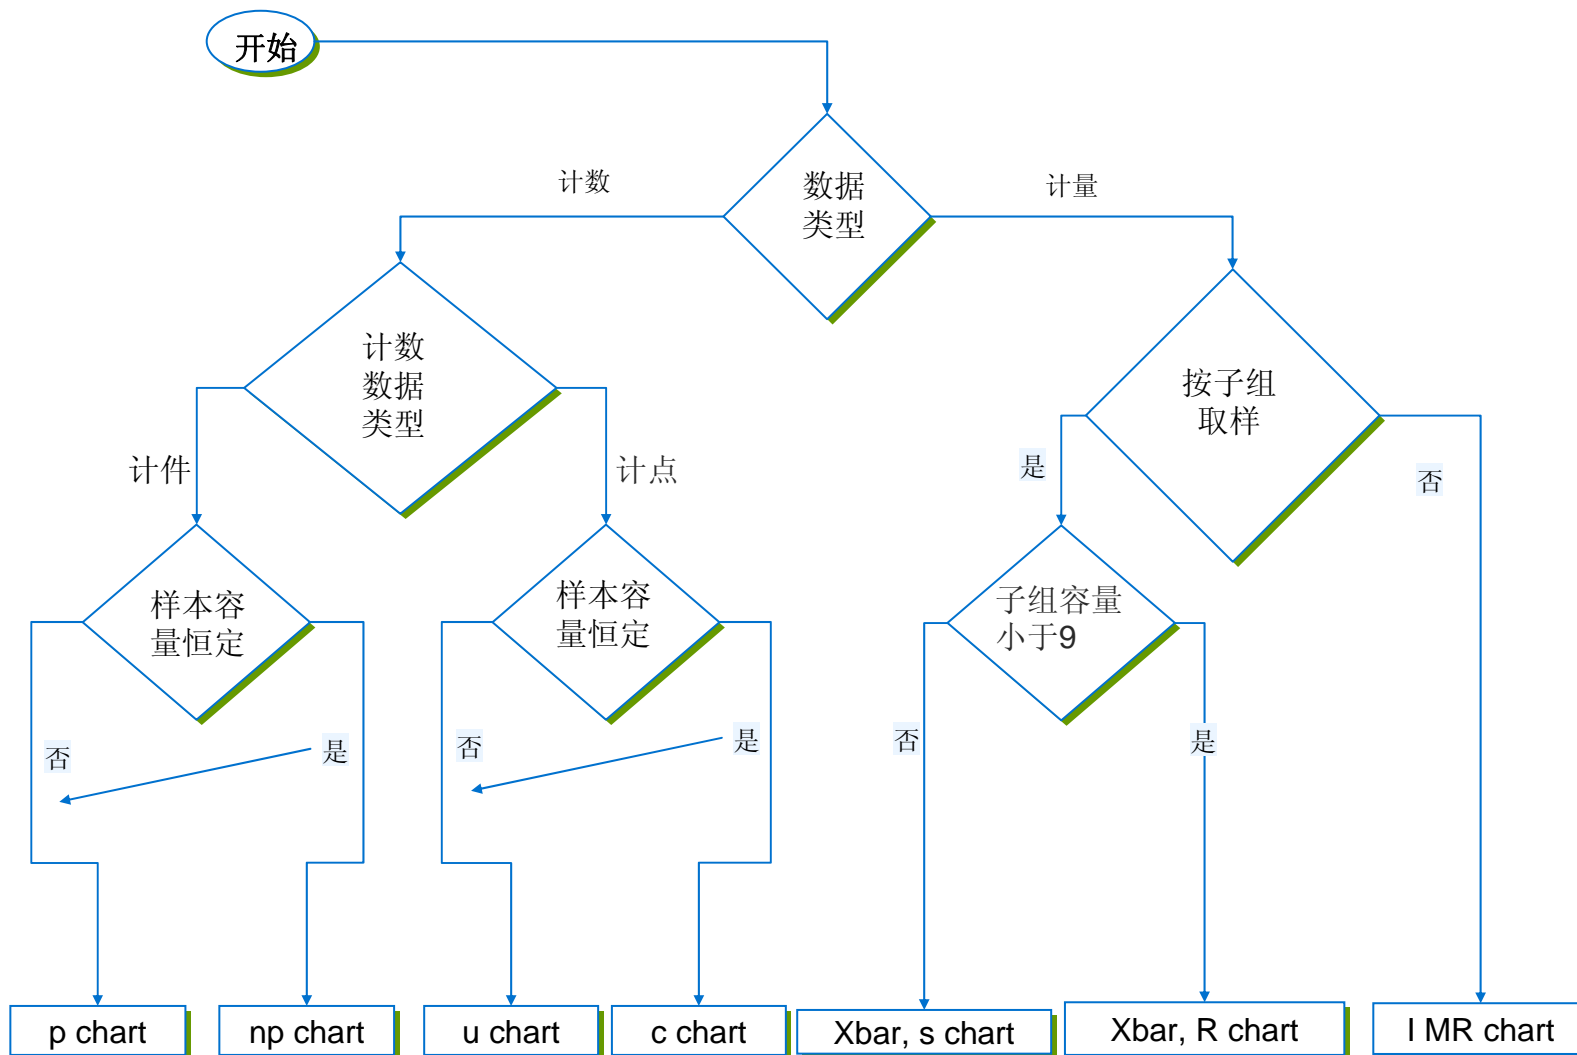 开始
计数
数据
类型
计量
计数
数据
类型
按子组
取样
计件
计点
是
否
样本容
量恒定
样本容
量恒定
子组容量
小于9
否
是
否
是
否
是
p chart
np chart
u chart
c chart
Xbar, s chart
Xbar, R chart
I MR chart